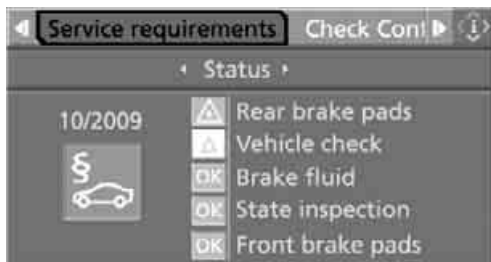 Service requirements Check Cont
Status
10/2009
Rear brake pads
Vehicle check
OK Brake fluid
OK State inspection
OK Front brake pads